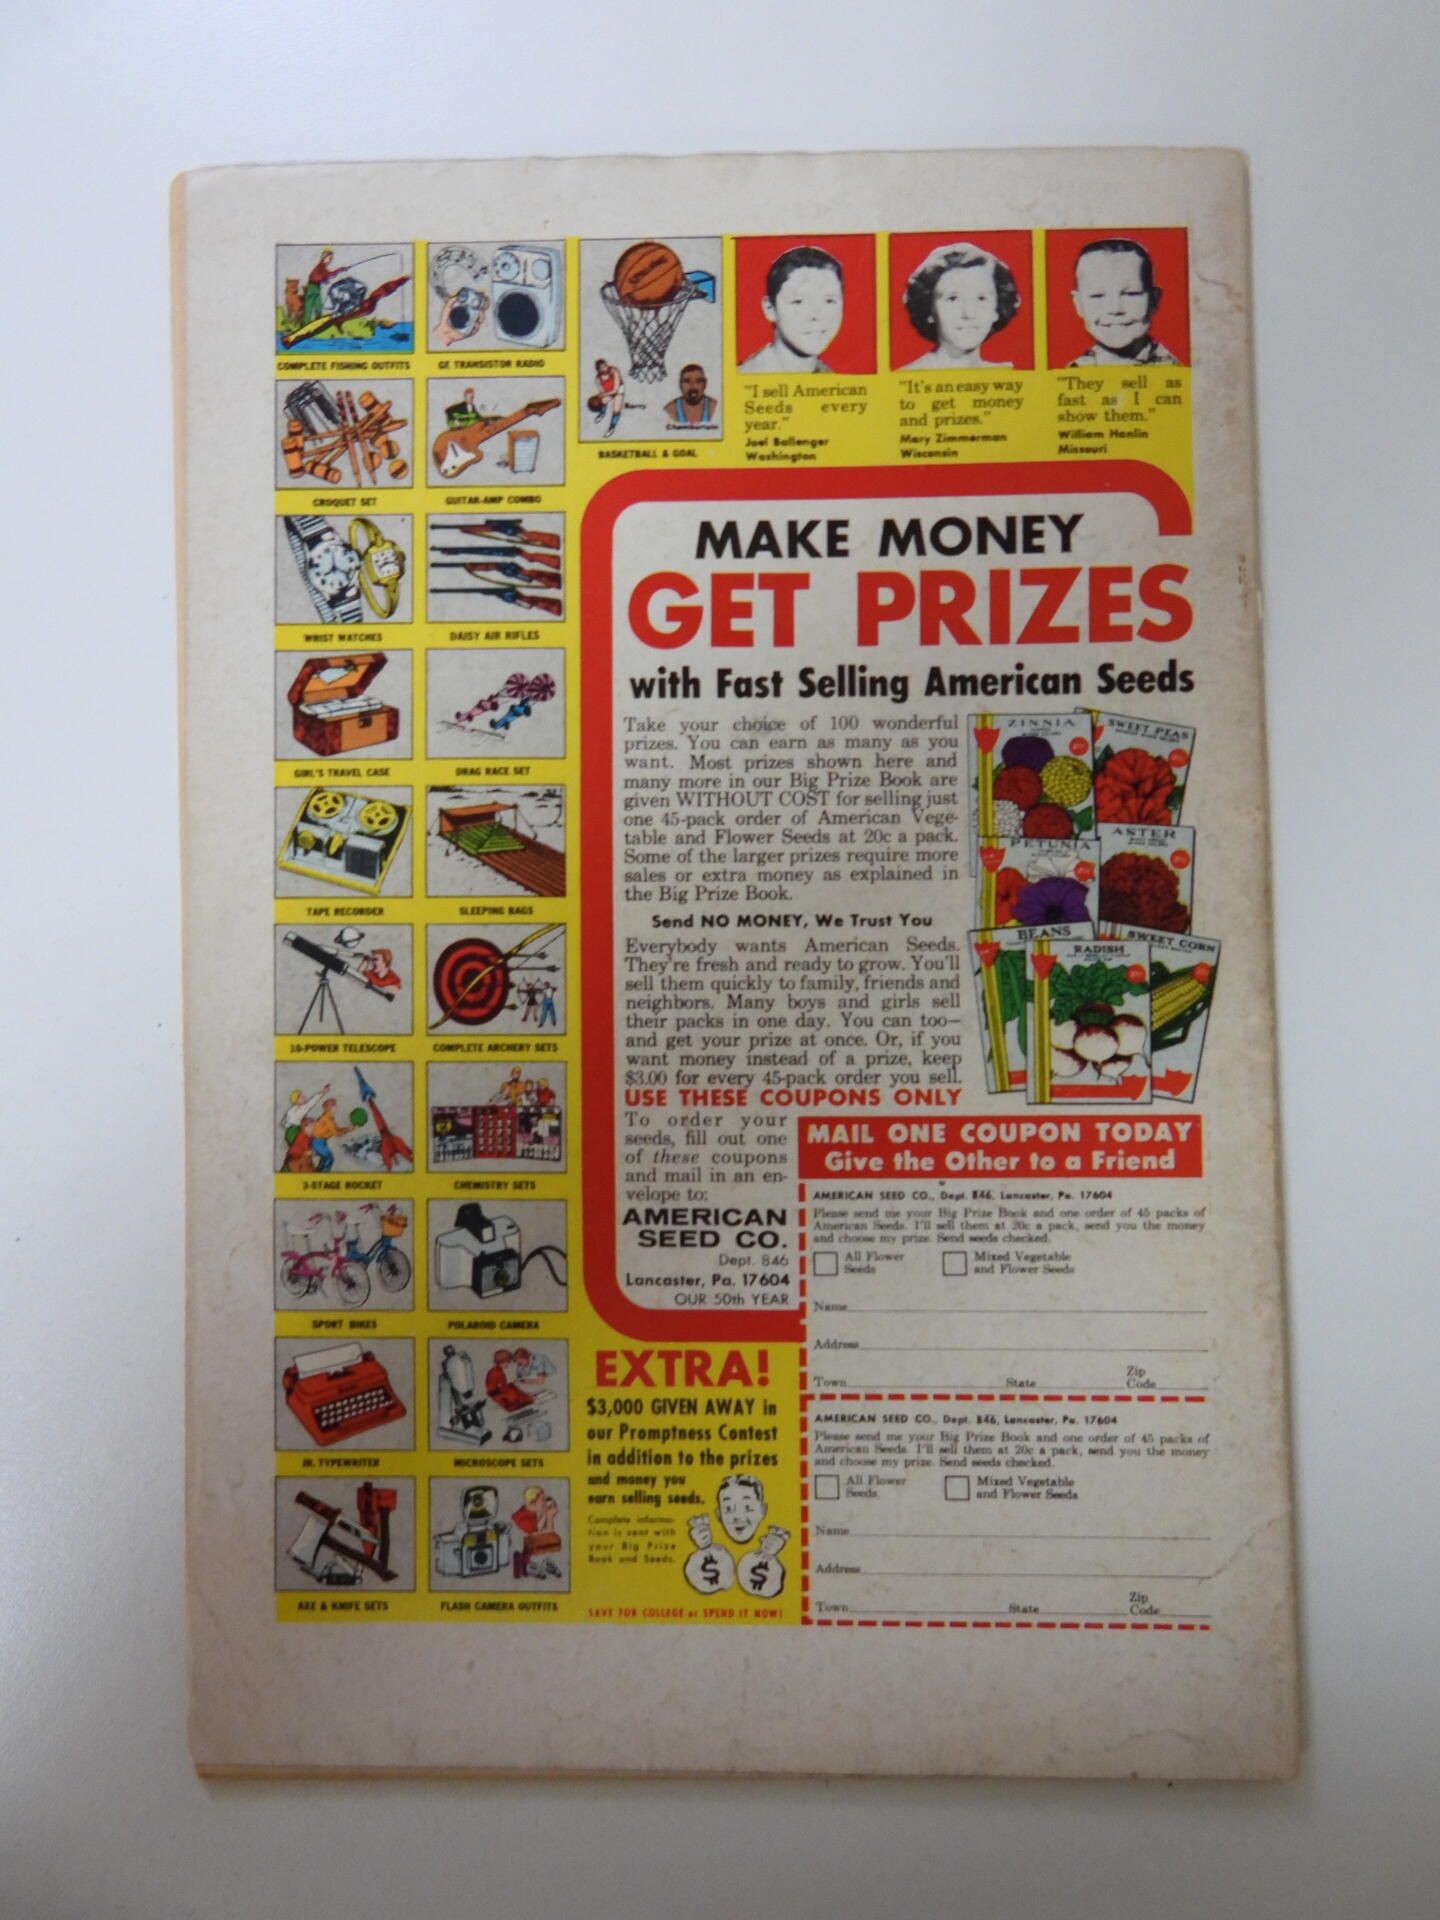 COMPLETE FISHING OUTFITS
GE TRANSISTOR RADIO
SPALDING
Barry
Chamberlain
BASKETBALL & GOAL
"I sell American
Seeds every
year."
Joel Ballenger
Washington
"It's an easy way
to get money
and prizes."
Mary Zimmerman
Wisconsin
"They sell as
fast as I can
show them."
William Hanlin
Missouri
CROQUET SET
GUITAR-AMP COMBO
WRIST WATCHES
DAISY AIR RIFLES
GIRL'S TRAVEL CASE
DRAG RACE SET
TAPE RECORDER
SLEEPING BAGS
10-POWER TELESCOPE
COMPLETE ARCHERY SETS
3-STAGE ROCKET
CHEMISTRY SETS
SPORT BIKES
POLAROID CAMERA
JR. TYPEWRITER
MICROSCOPE SETS
AXE & KNIFE SETS
FLASH CAMERA OUTFITS
MAKE MONEY
GET PRIZES
with Fast Selling American Seeds
Take your choice of 100 wonderful
prizes. You can earn as many as you
want. Most prizes shown here and
many more in our Big Prize Book are
given WITHOUT COST for selling just
one 45-pack order of American Vege-
table and Flower Seeds at 20c a pack.
Some of the larger prizes require more
sales or extra money as explained in
the Big Prize Book.
Send NO MONEY, We Trust You
Everybody wants American Seeds.
They're fresh and ready to grow. You'll
sell them quickly to family, friends and
neighbors. Many boys and girls sell
their packs in one day. You can too—
and get your prize at once. Or, if you
want money instead of a prize, keep
$3.00 for every 45-pack order you sell.
USE THESE COUPONS ONLY
To order your
seeds, fill out one
of these coupons
and mail in an en-
velope to:
AMERICAN
SEED CO.
Dept. 846
Lancaster, Pa. 17604
OUR 50th YEAR
ZINNIA
SWEET PEAS
PETUNIA
ASTER
BEANS
RADISH
SWEET CORN
MAIL ONE COUPON TODAY
Give the Other to a Friend
AMERICAN SEED CO., Dept. 846, Lancaster, Pa. 17604
Please send me your Big Prize Book and one order of 45 packs of
American Seeds. I'll sell them at 20c a pack, send you the money
and choose my prize. Send seeds checked.
All Flower
Seeds
Mixed Vegetable
and Flower Seeds
Name
Address
Town State Zip
Code
AMERICAN SEED CO., Dept. 846, Lancaster, Pa. 17604
Please send me your Big Prize Book and one order of 45 packs of
American Seeds. I'll sell them at 20c a pack, send you the money
and choose my prize. Send seeds checked.
All Flower
Seeds
Mixed Vegetable
and Flower Seeds
Name
Address
Town State Zip
Code
EXTRA!
$3,000 GIVEN AWAY in
our Promptness Contest
in addition to the prizes
and money you
earn selling seeds.
Complete informa-
tion is sent with
your Big Prize
Book and Seeds.
$ $
SAVE FOR COLLEGE or SPEND IT NOW!